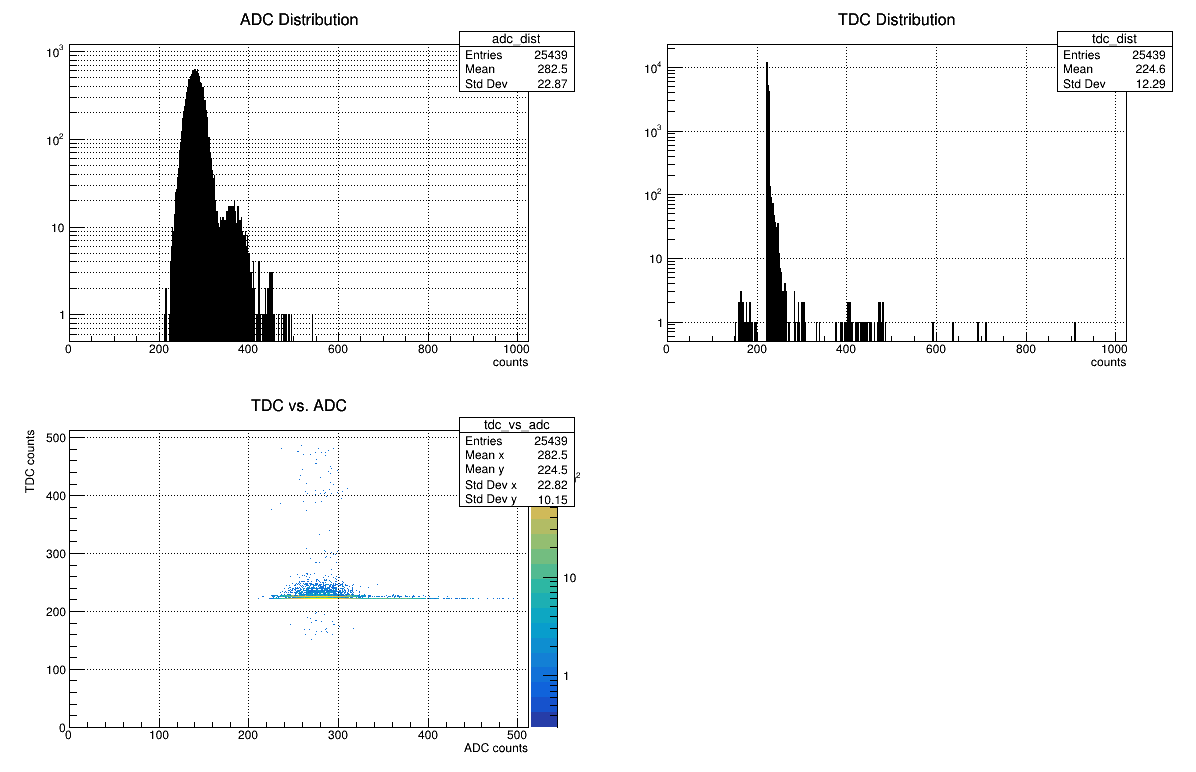 ADC Distribution
adc_dist
Entries 25439
Mean 282.5
Std Dev 22.87
10³
10²
10
1
0 200 400 600 800 1000
counts
TDC Distribution
tdc_dist
Entries 25439
Mean 224.6
Std Dev 12.29
10⁴
10³
10²
10
1
0 200 400 600 800 1000
counts
TDC vs. ADC
tdc_vs_adc
Entries 25439
Mean x 282.5
Mean y 224.5
Std Dev x 22.82
Std Dev y 10.15
TDC counts
500
400
300
200
100
0
0 100 200 300 400 500
ADC counts
2
10
1